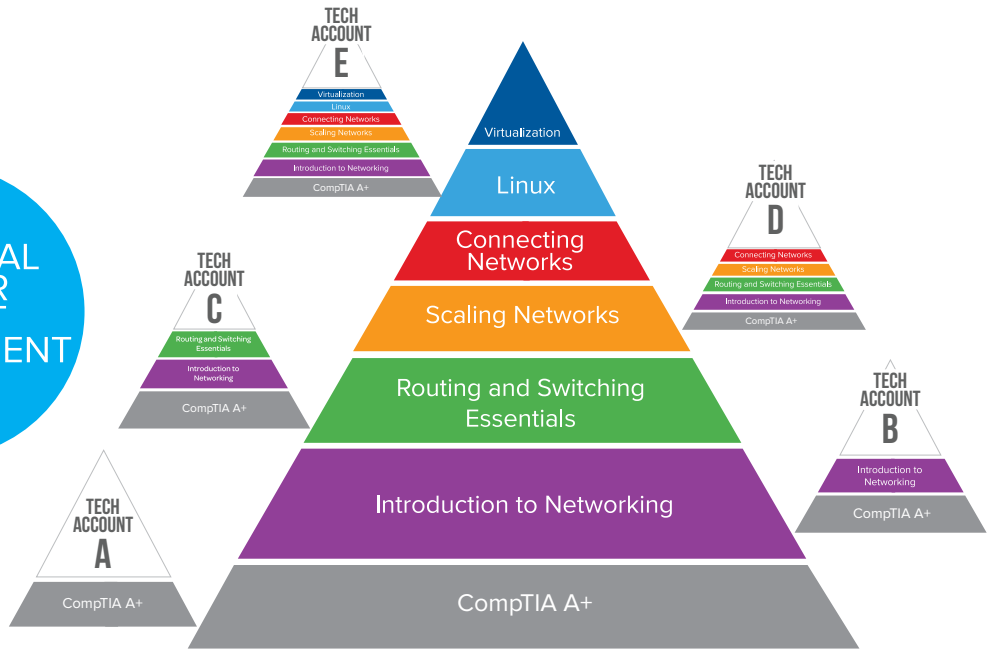 TECH
ACCOUNT
E
Virtualization
Linux
Connecting Networks
Scaling Networks
Routing and Switching Essentials
Introduction to Networking
CompTIA A+
Virtualization
Linux
Connecting
Networks
Scaling Networks
Routing and Switching
Essentials
Introduction to Networking
CompTIA A+
TECH
ACCOUNT
D
Connecting Networks
Scaling Networks
Routing and Switching Essentials
Introduction to Networking
CompTIA A+
TECH
ACCOUNT
C
Routing and Switching
Essentials
Introduction to
Networking
CompTIA A+
TECH
ACCOUNT
B
Introduction to
Networking
CompTIA A+
TECH
ACCOUNT
A
CompTIA A+